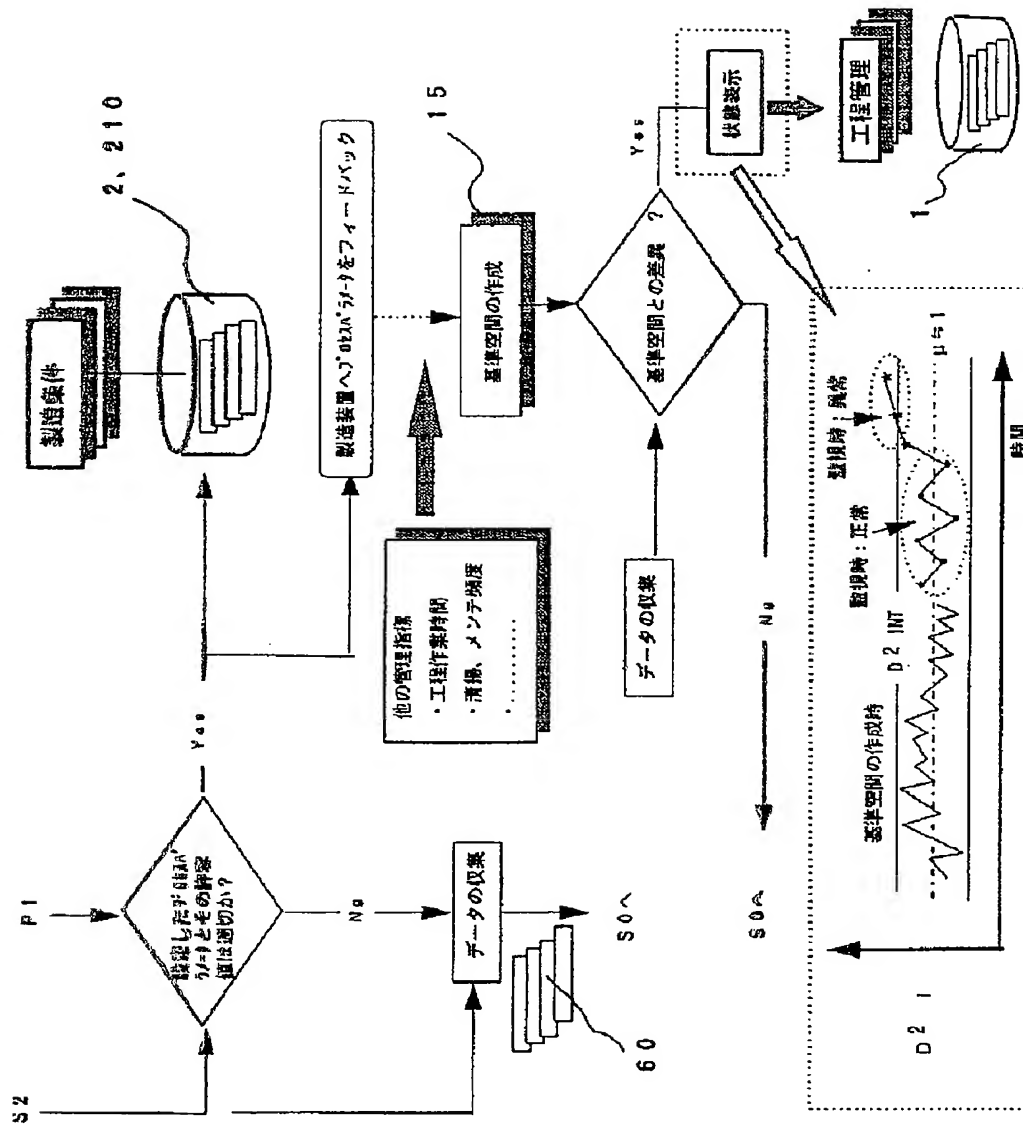 S2
P1
設定したプロセスパ
ラメータとその許容
値は適切か?
Yes
No
製造条件
2、210
製造装置へプロセスパラメータをフィードバック
データの収集
60
S0へ
他の管理指標
・工程作業時間
・清掃、メンテ頻度
・………
基準空間の作成
15
データの収集
基準空間との差異
?
Yes
No
S0へ
状態表示
工程管理
1
D² I
基準空間の作成時
D² INT
監視時：正常
監視時：異常
μ≒1
時間